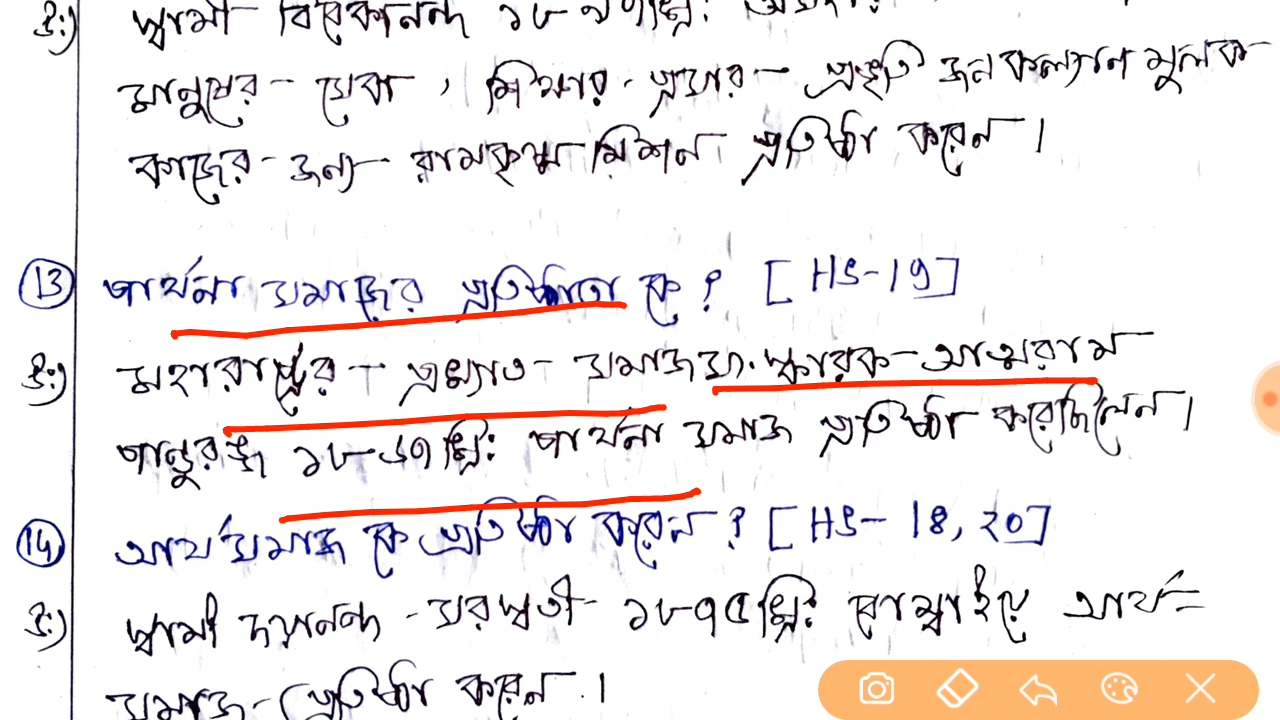 উঃ) স্বামী বিবেকানন্দ ১৮৯৭খ্রিঃ
মানুষের - সেবা, শিক্ষার - প্রসার - প্রভৃতি জনকল্যাণ মূলক
কাজের - জন্য - রামকৃষ্ণ মিশন প্রতিষ্ঠা করেন।
13 প্রার্থনা সমাজের প্রতিষ্ঠাতা কে? [HS-19]
উঃ) মহারাষ্ট্রের - প্রখ্যাত - সমাজসংস্কারক - আত্মারাম
পান্ডুরঙ্গ ১৮৬৭খ্রিঃ প্রার্থনা সমাজ প্রতিষ্ঠা করেছিলেন।
14 আর্যসমাজ কে প্রতিষ্ঠা করেন? [HS- 18, 20]
উঃ) স্বামী দয়ানন্দ - সরস্বতী - ১৮৭৫খ্রিঃ বোম্বাইয়ে আর্য =
সমাজ - প্রতিষ্ঠা করেন।